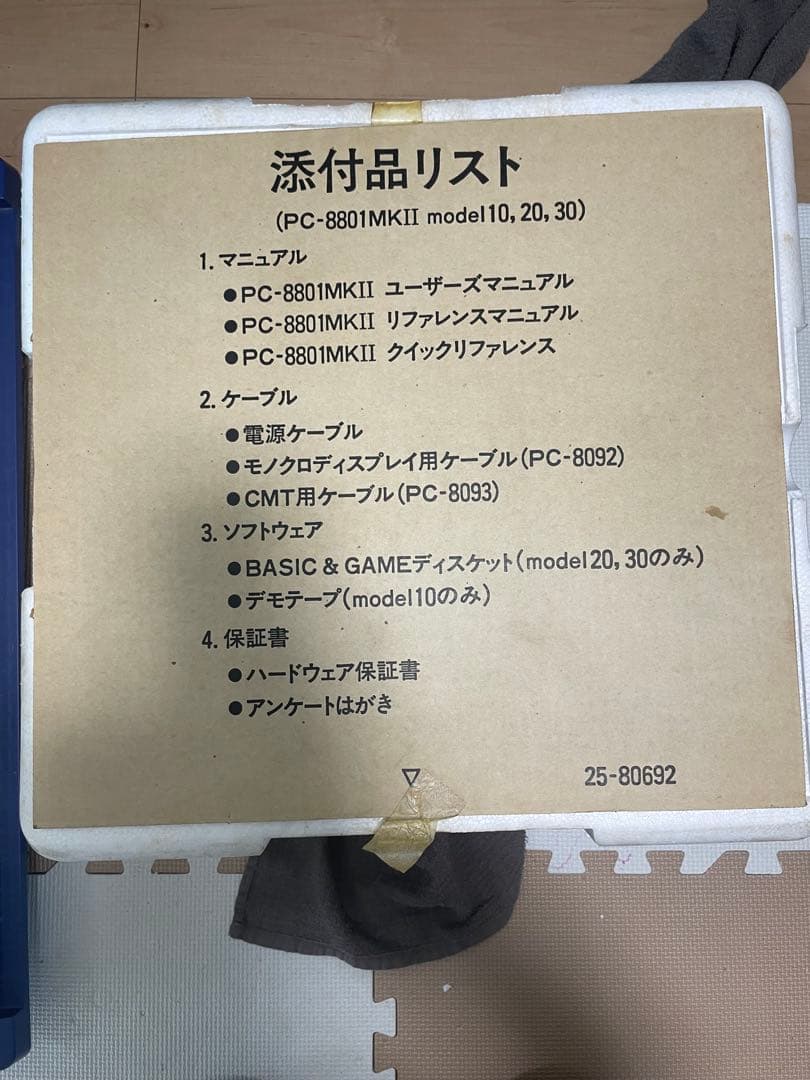 添付品リスト
(PC-8801MKII model10, 20, 30)
1. マニュアル
●PC-8801MKII ユーザーズマニュアル
●PC-8801MKII リファレンスマニュアル
●PC-8801MKII クイックリファレンス
2. ケーブル
●電源ケーブル
●モノクロディスプレイ用ケーブル(PC-8092)
●CMT用ケーブル(PC-8093)
3. ソフトウェア
●BASIC & GAMEディスケット(model20, 30のみ)
●デモテープ(model10のみ)
4. 保証書
●ハードウェア保証書
●アンケートはがき
▽
25-80692